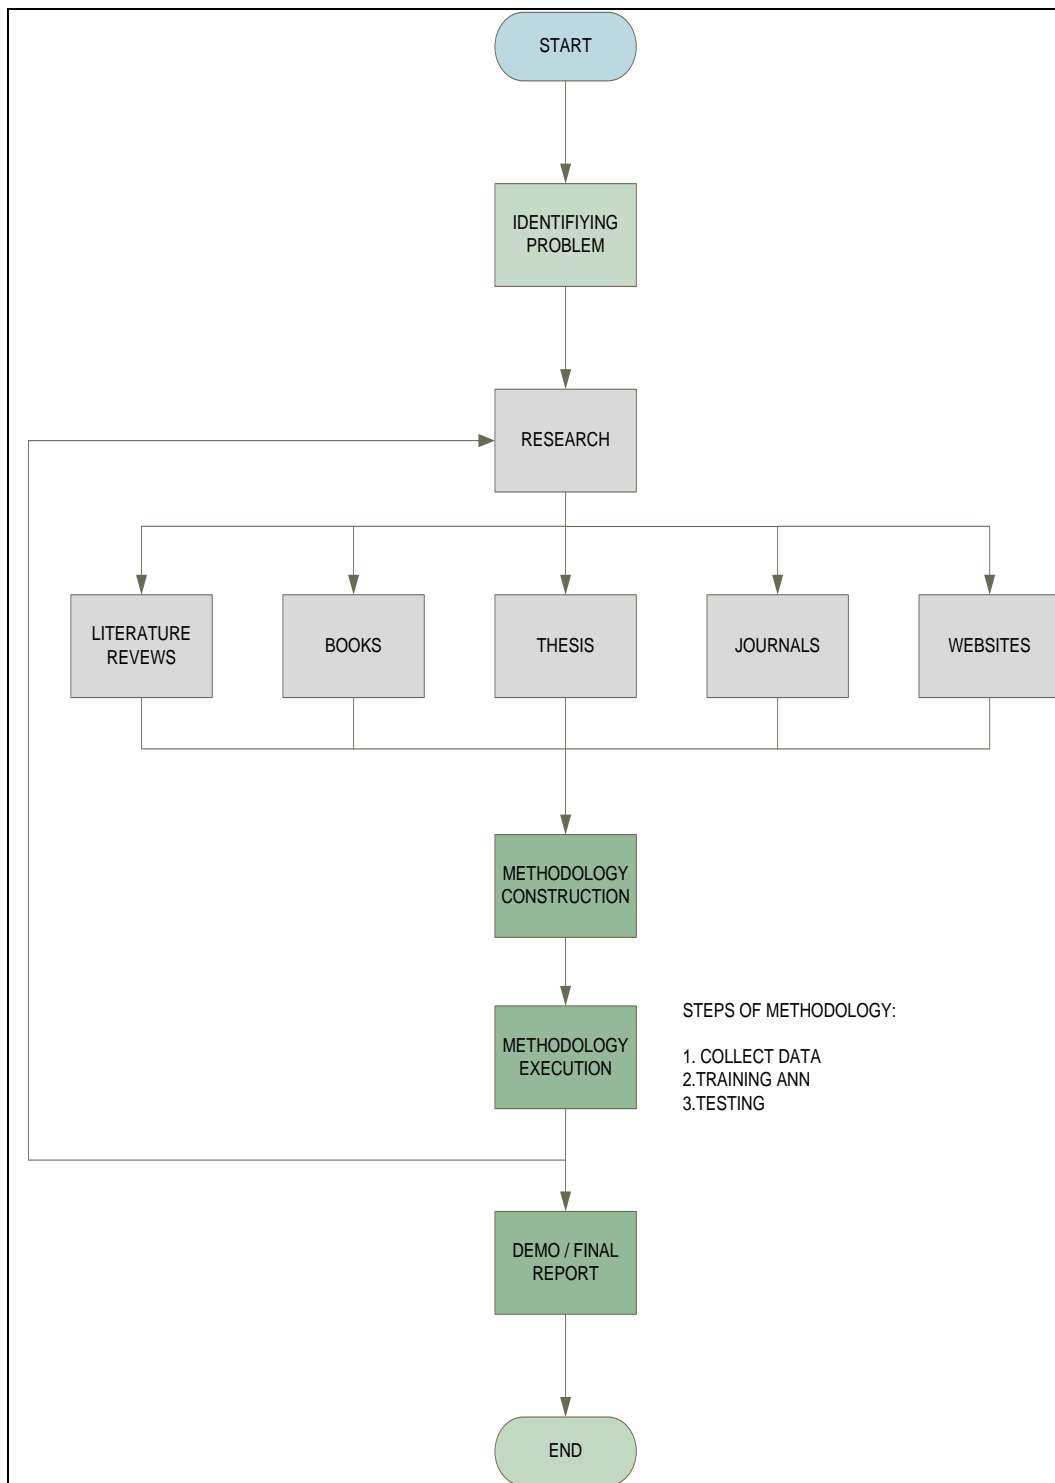 START
IDENTIFIYING
PROBLEM
RESEARCH
LITERATURE
REVEWS
BOOKS
THESIS
JOURNALS
WEBSITES
METHODOLOGY
CONSTRUCTION
METHODOLOGY
EXECUTION
STEPS OF METHODOLOGY:
1. COLLECT DATA
2.TRAINING ANN
3.TESTING
DEMO / FINAL
REPORT
END